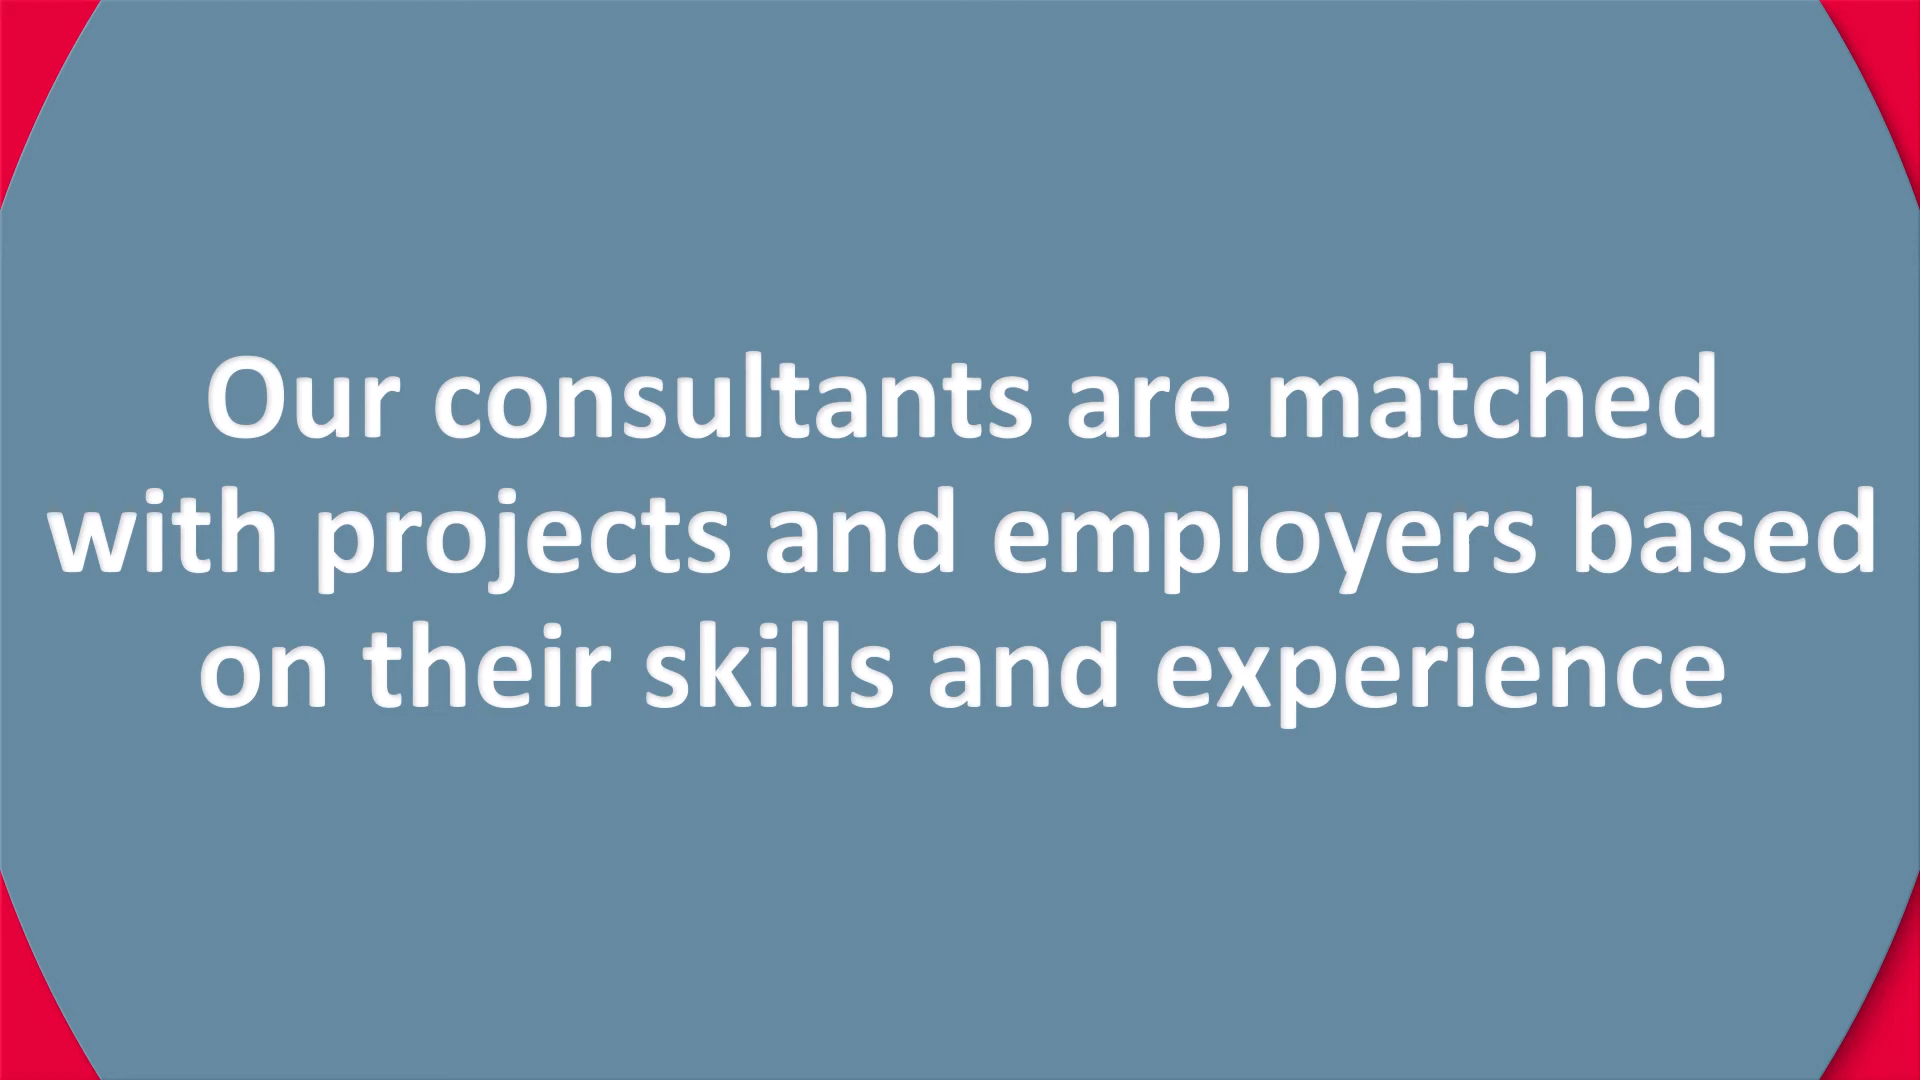 Our consultants are matched
with projects and employers based
on their skills and experience